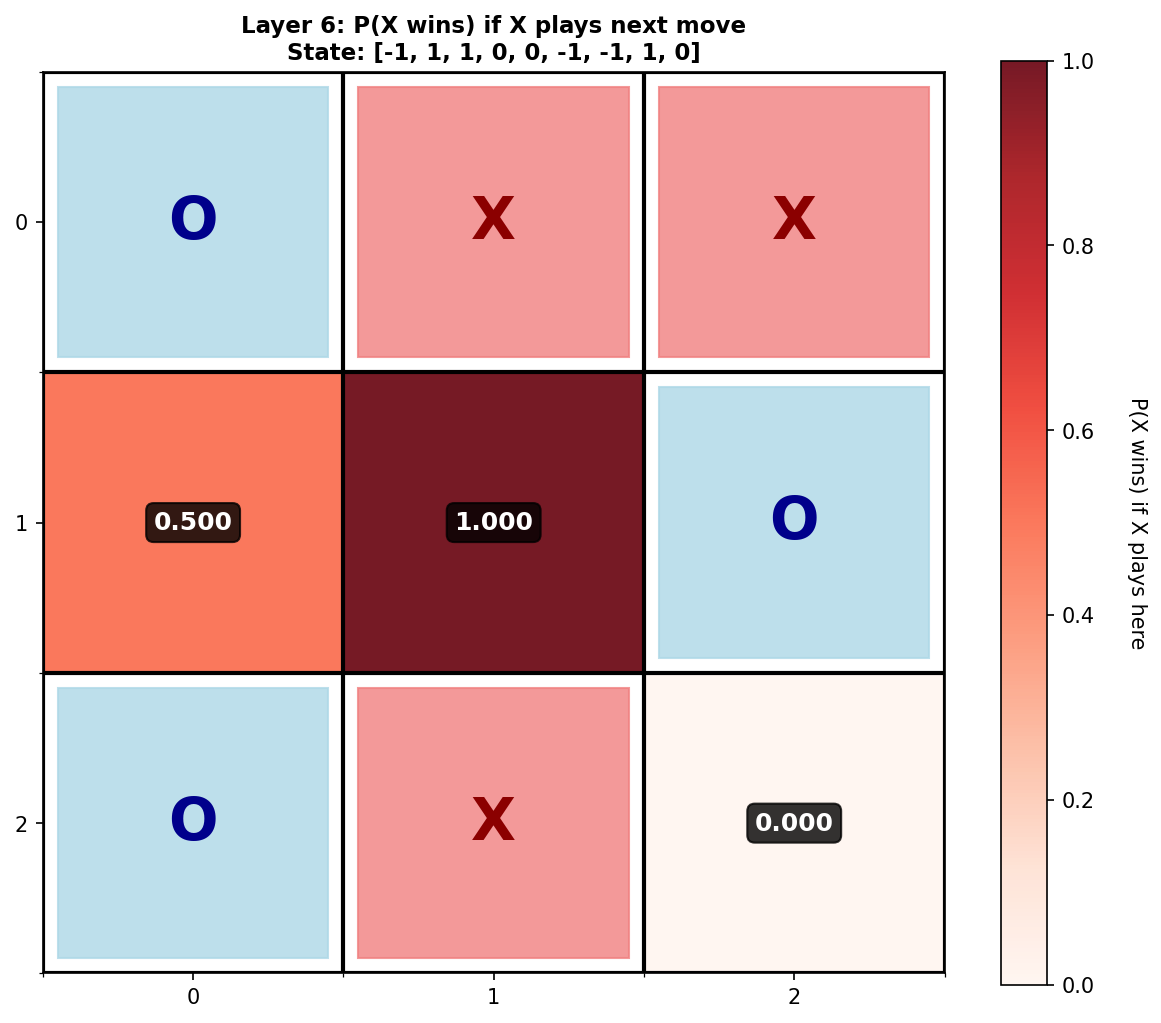 Layer 6: P(X wins) if X plays next move
State: [-1, 1, 1, 0, 0, -1, -1, 1, 0]
0
O
X
X
1
0.500
1.000
O
2
O
X
0.000
0
1
2
1.0
0.8
0.6
0.4
0.2
0.0
P(X wins) if X plays here